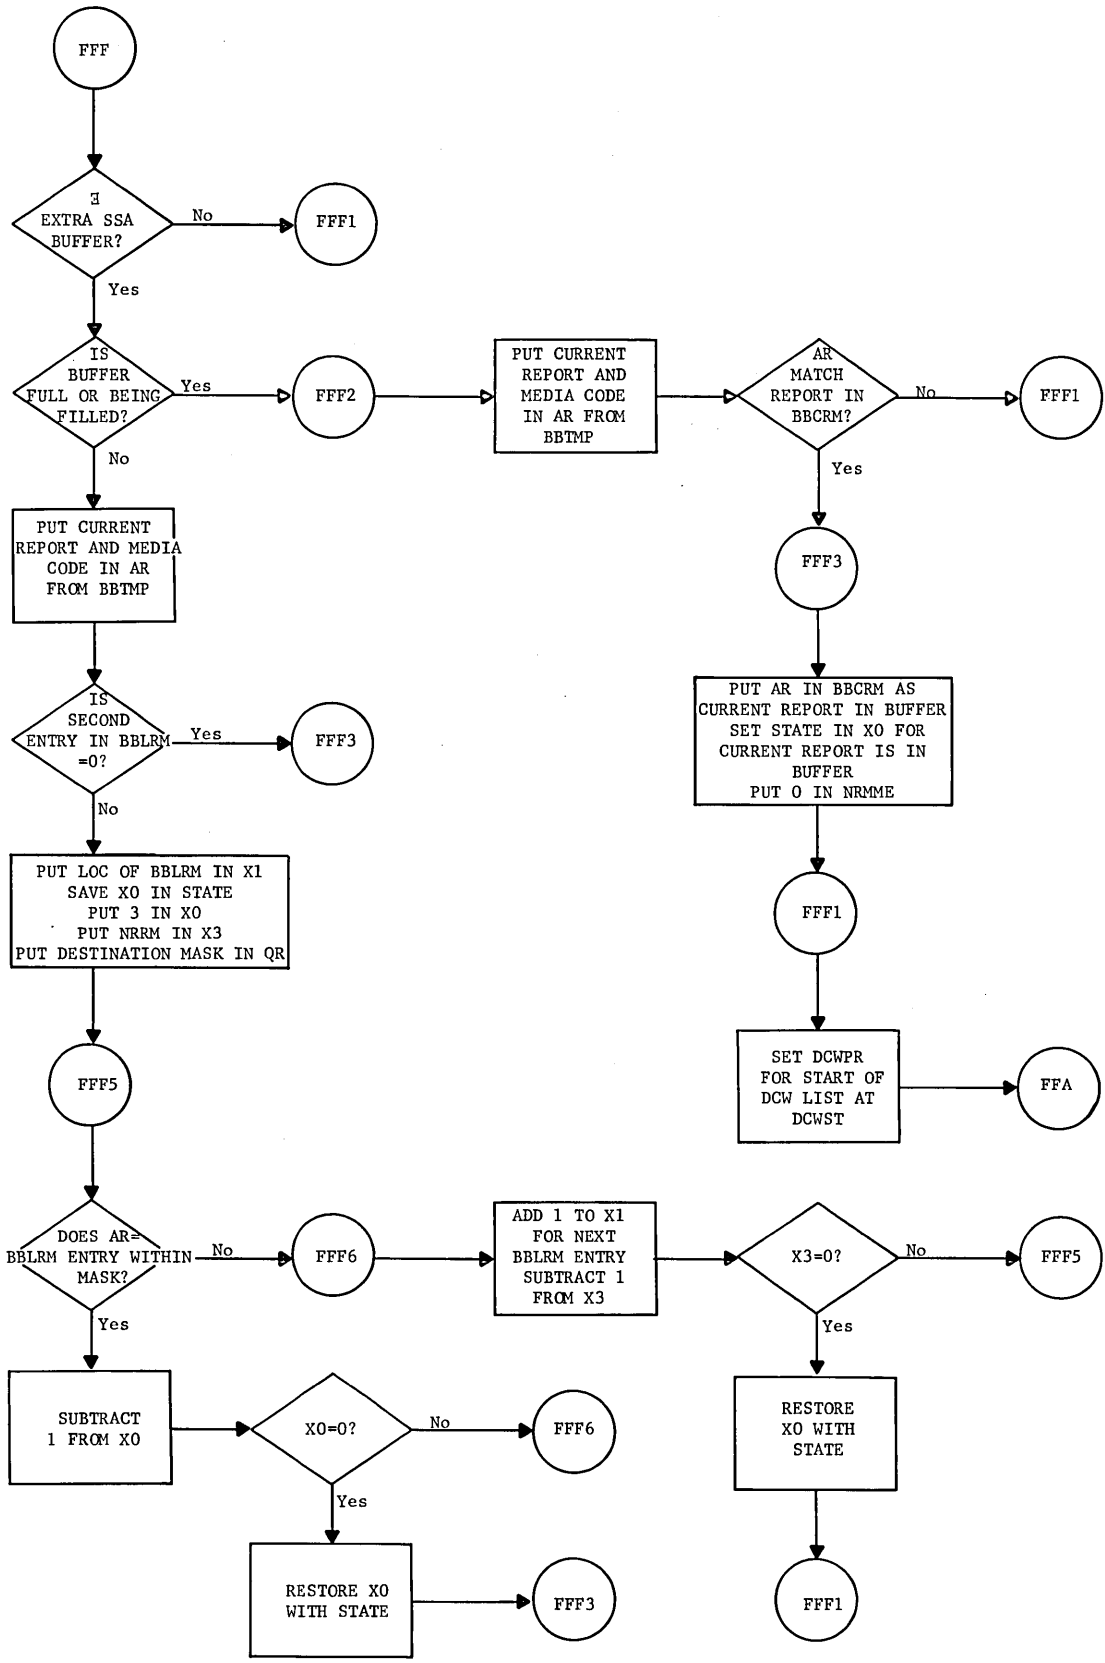 FFF
∃
EXTRA SSA
BUFFER?
No
FFF1
Yes
IS
BUFFER
FULL OR BEING
FILLED?
Yes
FFF2
PUT CURRENT
REPORT AND
MEDIA CODE
IN AR FROM
BBTMP
AR
MATCH
REPORT IN
BBCRM?
No
FFF1
No
Yes
PUT CURRENT
REPORT AND MEDIA
CODE IN AR
FROM BBTMP
FFF3
IS
SECOND
ENTRY IN BBLRM
=0?
Yes
FFF3
PUT AR IN BBCRM AS
CURRENT REPORT IN BUFFER
SET STATE IN X0 FOR
CURRENT REPORT IS IN
BUFFER
PUT 0 IN NRMME
No
PUT LOC OF BBLRM IN X1
SAVE X0 IN STATE
PUT 3 IN X0
PUT NRRM IN X3
PUT DESTINATION MASK IN QR
FFF1
FFF5
SET DCWPR
FOR START OF
DCW LIST AT
DCWST
FFA
DOES AR=
BBLRM ENTRY WITHIN
MASK?
No
FFF6
ADD 1 TO X1
FOR NEXT
BBLRM ENTRY
SUBTRACT 1
FROM X3
X3=0?
No
FFF5
Yes
Yes
SUBTRACT
1 FROM X0
X0=0?
No
FFF6
RESTORE
X0 WITH
STATE
Yes
RESTORE X0
WITH STATE
FFF3
FFF1